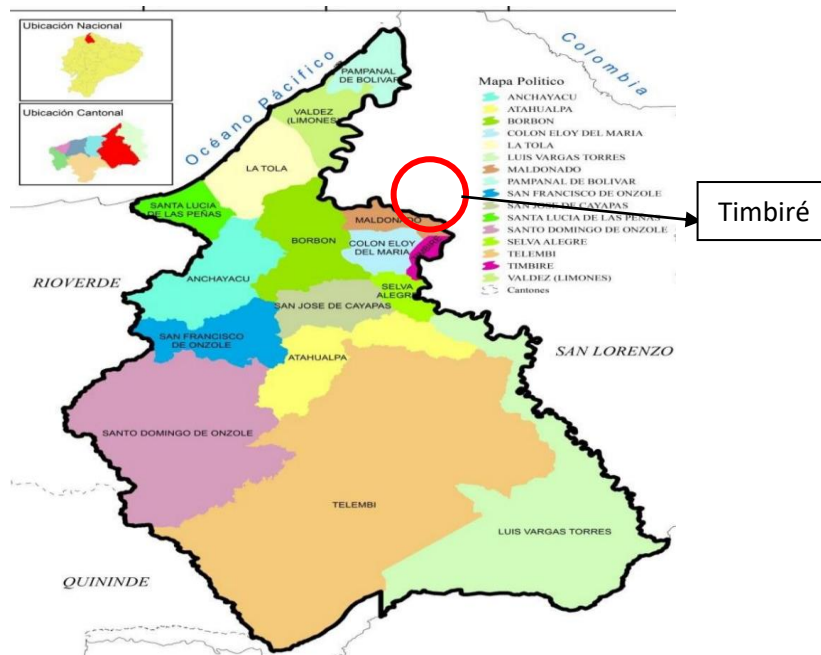 Ubicación Nacional
Ubicación Cantonal
Océano Pácifico
Colombia
PAMPANAL
DE BOLIVAR
VALDEZ
(LIMONES)
LA TOLA
SANTA LUCIA
DE LAS PEÑAS
MALDONADO
BORBON
COLON ELOY
DEL MARIA
ANCHAYACU
SELVA
ALEGRE
SAN JOSE DE CAYAPAS
SAN FRANCISCO
DE ONZOLE
ATAHUALPA
SANTO DOMINGO DE ONZOLE
TELEMBI
LUIS VARGAS TORRES
RIOVERDE
SAN LORENZO
QUININDE
Mapa Politico
ANCHAYACU
ATAHUALPA
BORBON
COLON ELOY DEL MARIA
LA TOLA
LUIS VARGAS TORRES
MALDONADO
PAMPANAL DE BOLIVAR
SAN FRANCISCO DE ONZOLE
SAN JOSE DE CAYAPAS
SANTA LUCIA DE LAS PEÑAS
SANTO DOMINGO DE ONZOLE
SELVA ALEGRE
TELEMBI
TIMBIRE
VALDEZ (LIMONES)
Cantones
Timbiré